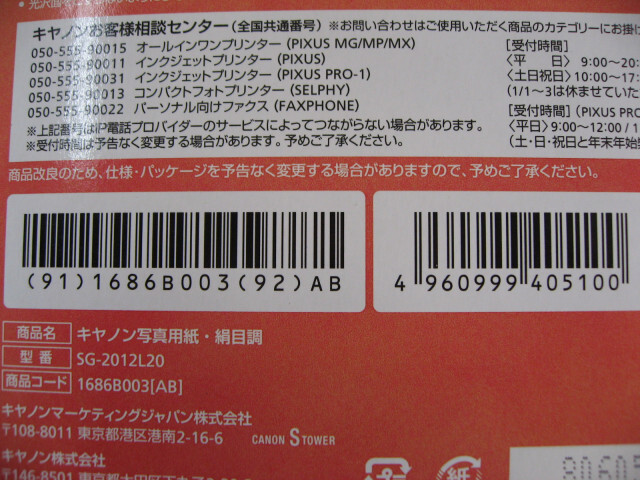 • 光沢面
キヤノンお客様相談センター(全国共通番号) ※お問い合わせはご使用いただく商品のカテゴリーにお掛け
050-555-90015 オールインワンプリンター(PIXUS MG/MP/MX)
050-555-90011 インクジェットプリンター(PIXUS)
050-555-90031 インクジェットプリンター(PIXUS PRO-1)
050-555-90013 コンパクトフォトプリンター(SELPHY)
050-555-90022 パーソナル向けファクス(FAXPHONE)
※上記番号はIP電話プロバイダーのサービスによってつながらない場合があります。
※受付時間は予告なく変更する場合があります。予めご了承ください。
[受付時間]
〈平 日〉 9:00~20:
〈土日祝日〉10:00~17:
(1/1~3は休ませていた
[受付時間](PIXUS PRO
〈平日〉9:00~12:00/1
(土・日・祝日と年末年始
商品改良のため、仕様・パッケージを予告なく変更する場合がありますので、予めご了承ください。
(91)1686B003(92)AB
4 960999 405100
商品名 キヤノン写真用紙・絹目調
型番 SG-2012L20
商品コード 1686B003[AB]
キヤノンマーケティングジャパン株式会社
〒108-8011 東京都港区港南2-16-6 CANON S TOWER
キヤノン株式会社
〒146-8501 東京都大田区下
紙